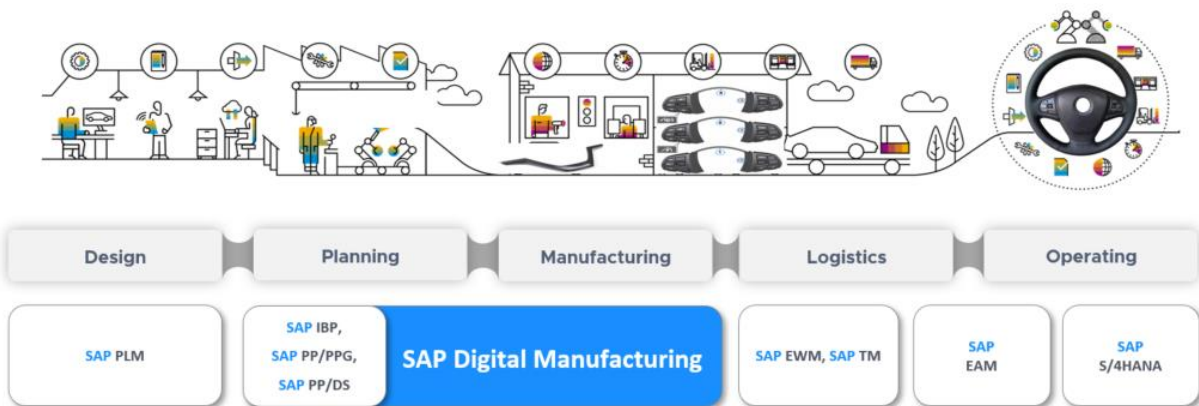 Design
Planning
Manufacturing
Logistics
Operating
SAP PLM
SAP IBP,
SAP PP/PPG,
SAP PP/DS
SAP Digital Manufacturing
SAP EWM, SAP TM
SAP
EAM
SAP
S/4HANA